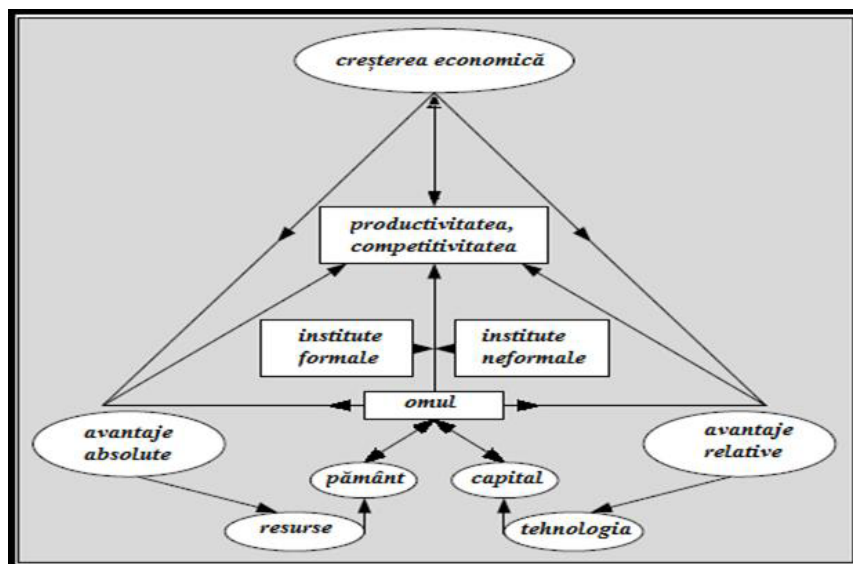 creșterea economică
productivitatea,
competitivitatea
institute
formale
institute
neformale
omul
avantaje
absolute
avantaje
relative
pământ
capital
resurse
tehnologia